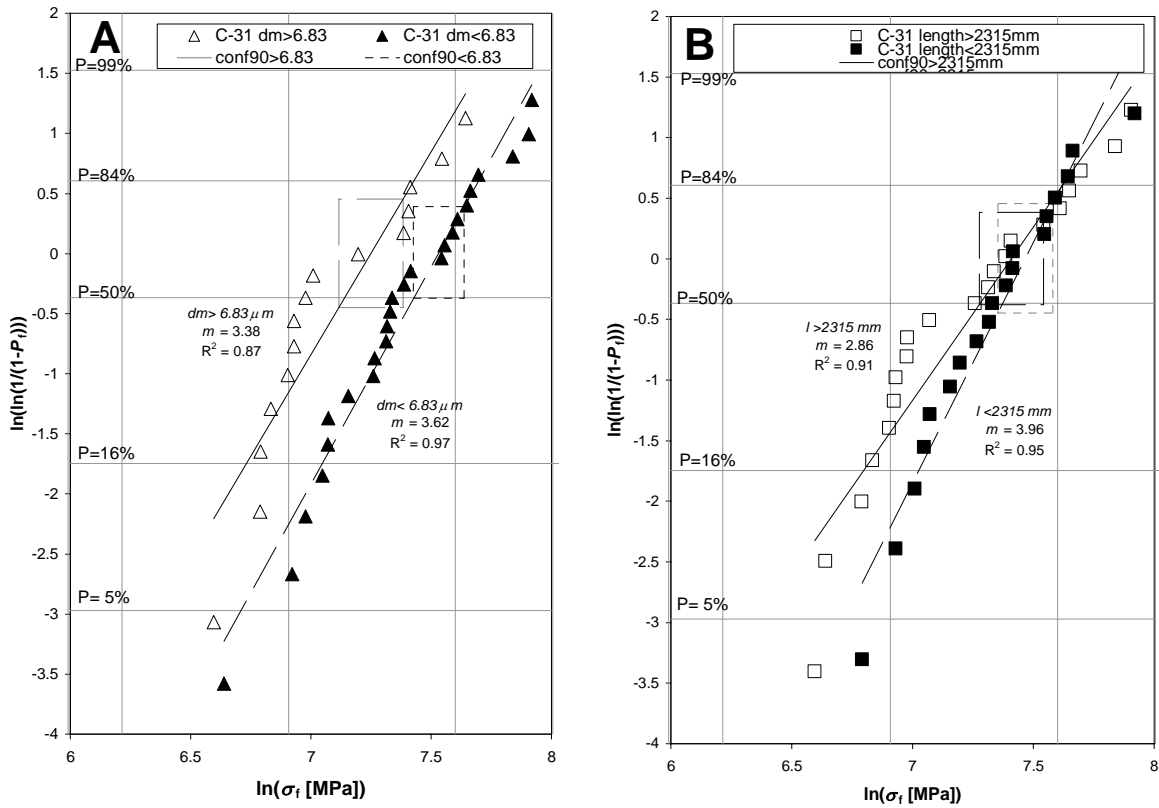 A
C-31 dm>6.83
C-31 dm<6.83
conf90>6.83
conf90<6.83
2
1.5
1
0.5
0
-0.5
-1
-1.5
-2
-2.5
-3
-3.5
-4
P=99%
P=84%
P=50%
P=16%
P= 5%
dm> 6.83 μ m
m = 3.38
R² = 0.87
dm< 6.83 μ m
m = 3.62
R² = 0.97
ln(ln(1/(1-Pf)))
6
6.5
7
7.5
8
ln(σf [MPa])
B
C-31 length>2315mm
C-31 length<2315mm
conf90>2315mm
2
1.5
1
0.5
0
-0.5
-1
-1.5
-2
-2.5
-3
-3.5
-4
P=99%
P=84%
P=50%
P=16%
P= 5%
l >2315 mm
m = 2.86
R² = 0.91
l <2315 mm
m = 3.96
R² = 0.95
ln(ln(1/(1-Pf)))
6
6.5
7
7.5
8
ln(σf [MPa])